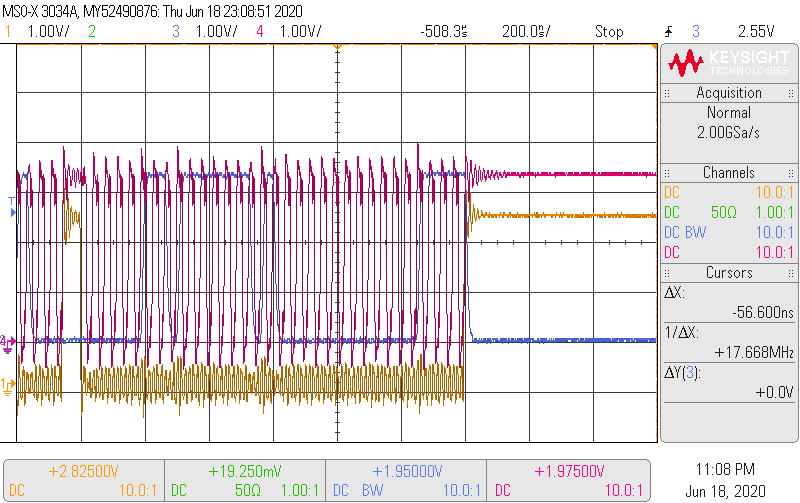 MSO-X 3034A, MY52490876: Thu Jun 18 23:08:51 2020
1 1.00V/ 2 3 1.00V/ 4 1.00V/ -508.3s 200.0s/ Stop 3 2.55V
KEYSIGHT
TECHNOLOGIES
Acquisition
Normal
2.00GSa/s
Channels
DC 10.0:1
DC 50Ω 1.00:1
DC BW 10.0:1
DC 10.0:1
Cursors
ΔX:
-56.600ns
1/ΔX:
+17.668MHz
ΔY(3):
+0.0V
T
4
1
+2.82500V +19.250mV +1.95000V +1.97500V
DC 10.0:1 DC 50Ω 1.00:1 DC BW 10.0:1 DC 10.0:1
11:08 PM
Jun 18, 2020